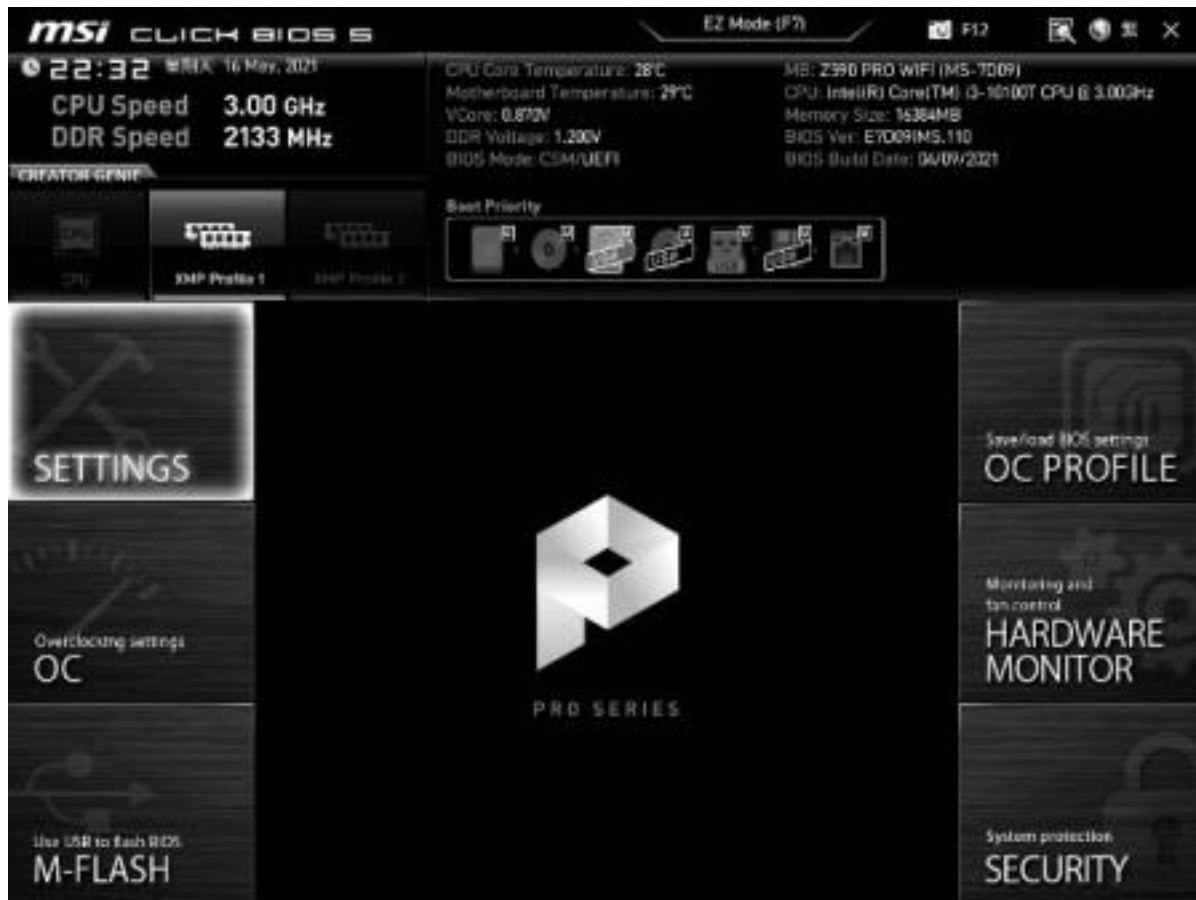 msi CLICK BIOS 5
EZ Mode (F7)
F12
繁
22:32 16 May, 2021
CPU Speed 3.00 GHz
DDR Speed 2133 MHz
CPU Core Temperature: 28°C
Motherboard Temperature: 29°C
VCore: 0.870V
DDR Voltage: 1.200V
BIOS Mode: CSM/UEFI
MB: Z590 PRO WIFI (MS-7D09)
CPU: Intel(R) Core(TM) i3-10100T CPU @ 3.00GHz
Memory Size: 16384MB
BIOS Ver: E7D09IMS.110
BIOS Build Date: 04/09/2021
CREATOR GENIE
CPU
XMP Profile 1
XMP Profile 2
Boot Priority
USB
SETTINGS
Overclocking settings
OC
Use USB to flash BIOS
M-FLASH
PRO SERIES
Save/load BIOS settings
OC PROFILE
Monitoring and
fan control
HARDWARE
MONITOR
System protection
SECURITY